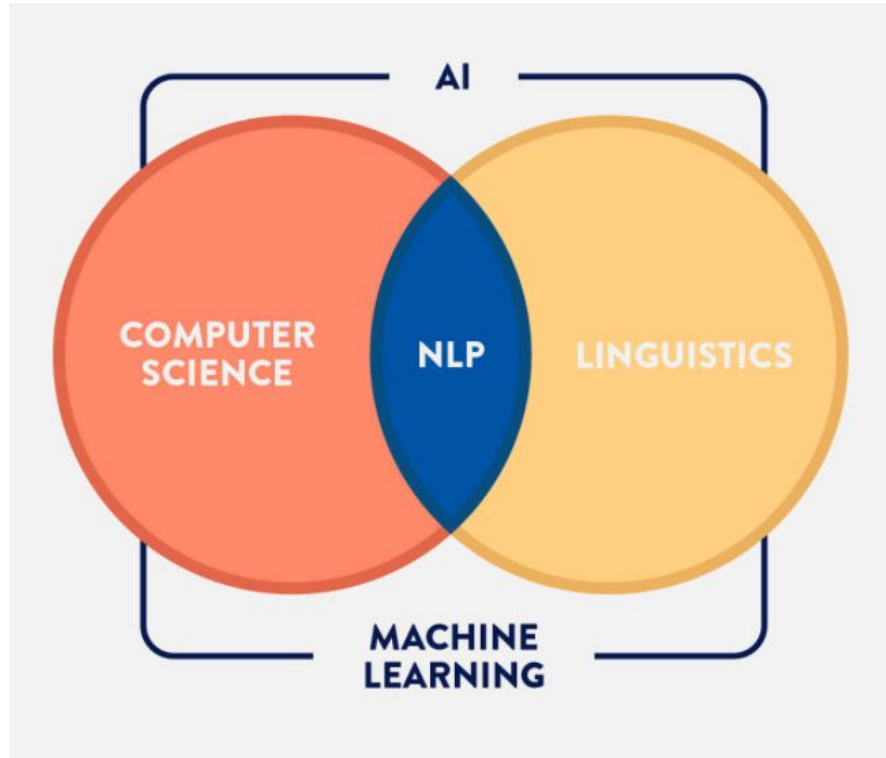 AI
COMPUTER
SCIENCE
NLP
LINGUISTICS
MACHINE
LEARNING